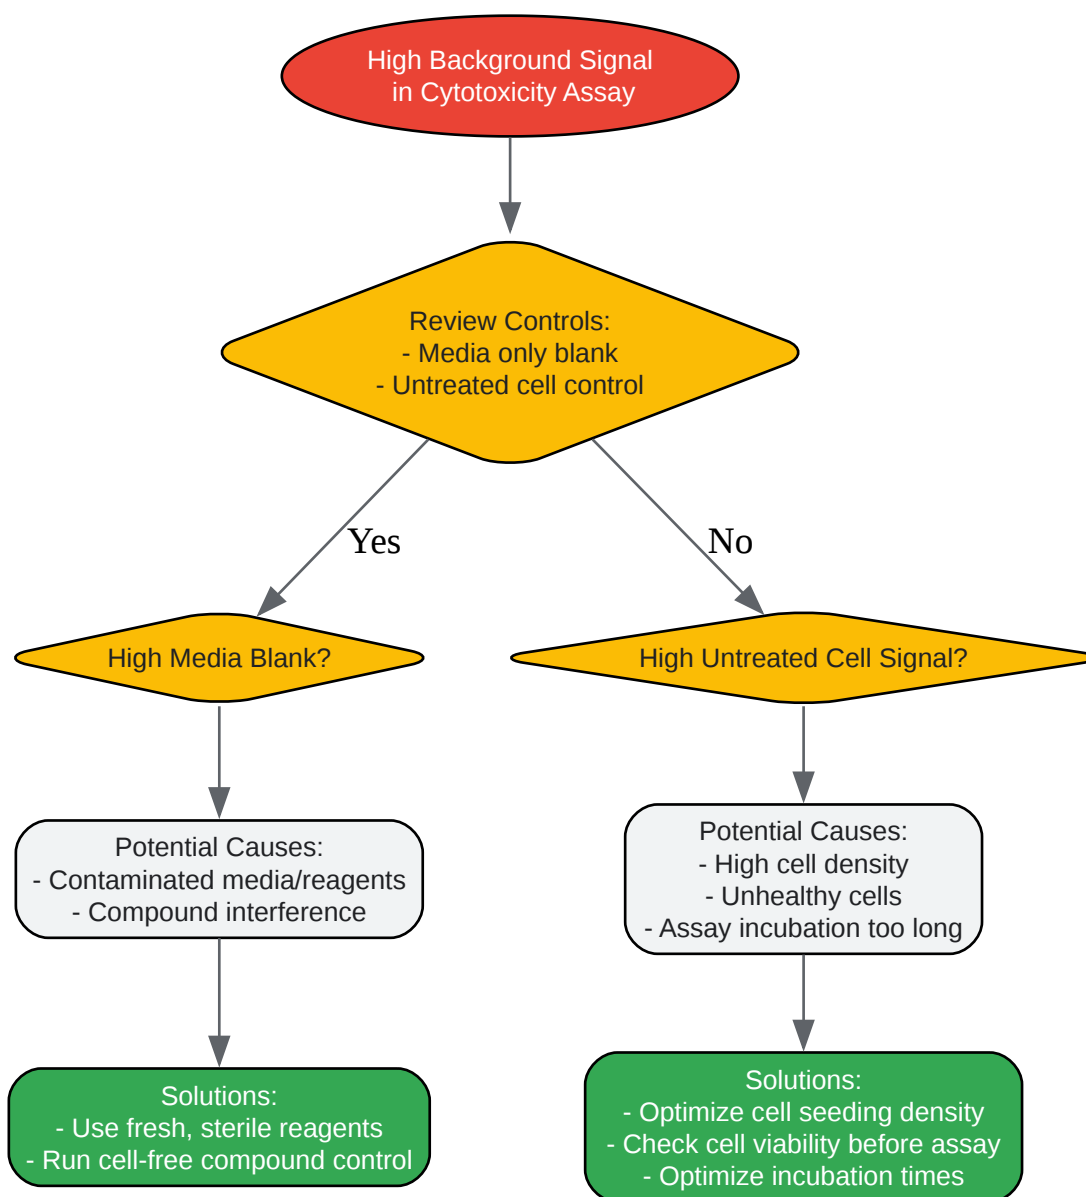 High Background Signal
in Cytotoxicity Assay
Review Controls:
- Media only blank
- Untreated cell control
Yes
No
High Media Blank?
High Untreated Cell Signal?
Potential Causes:
- Contaminated media/reagents
- Compound interference
Potential Causes:
- High cell density
- Unhealthy cells
- Assay incubation too long
Solutions:
- Use fresh, sterile reagents
- Run cell-free compound control
Solutions:
- Optimize cell seeding density
- Check cell viability before assay
- Optimize incubation times